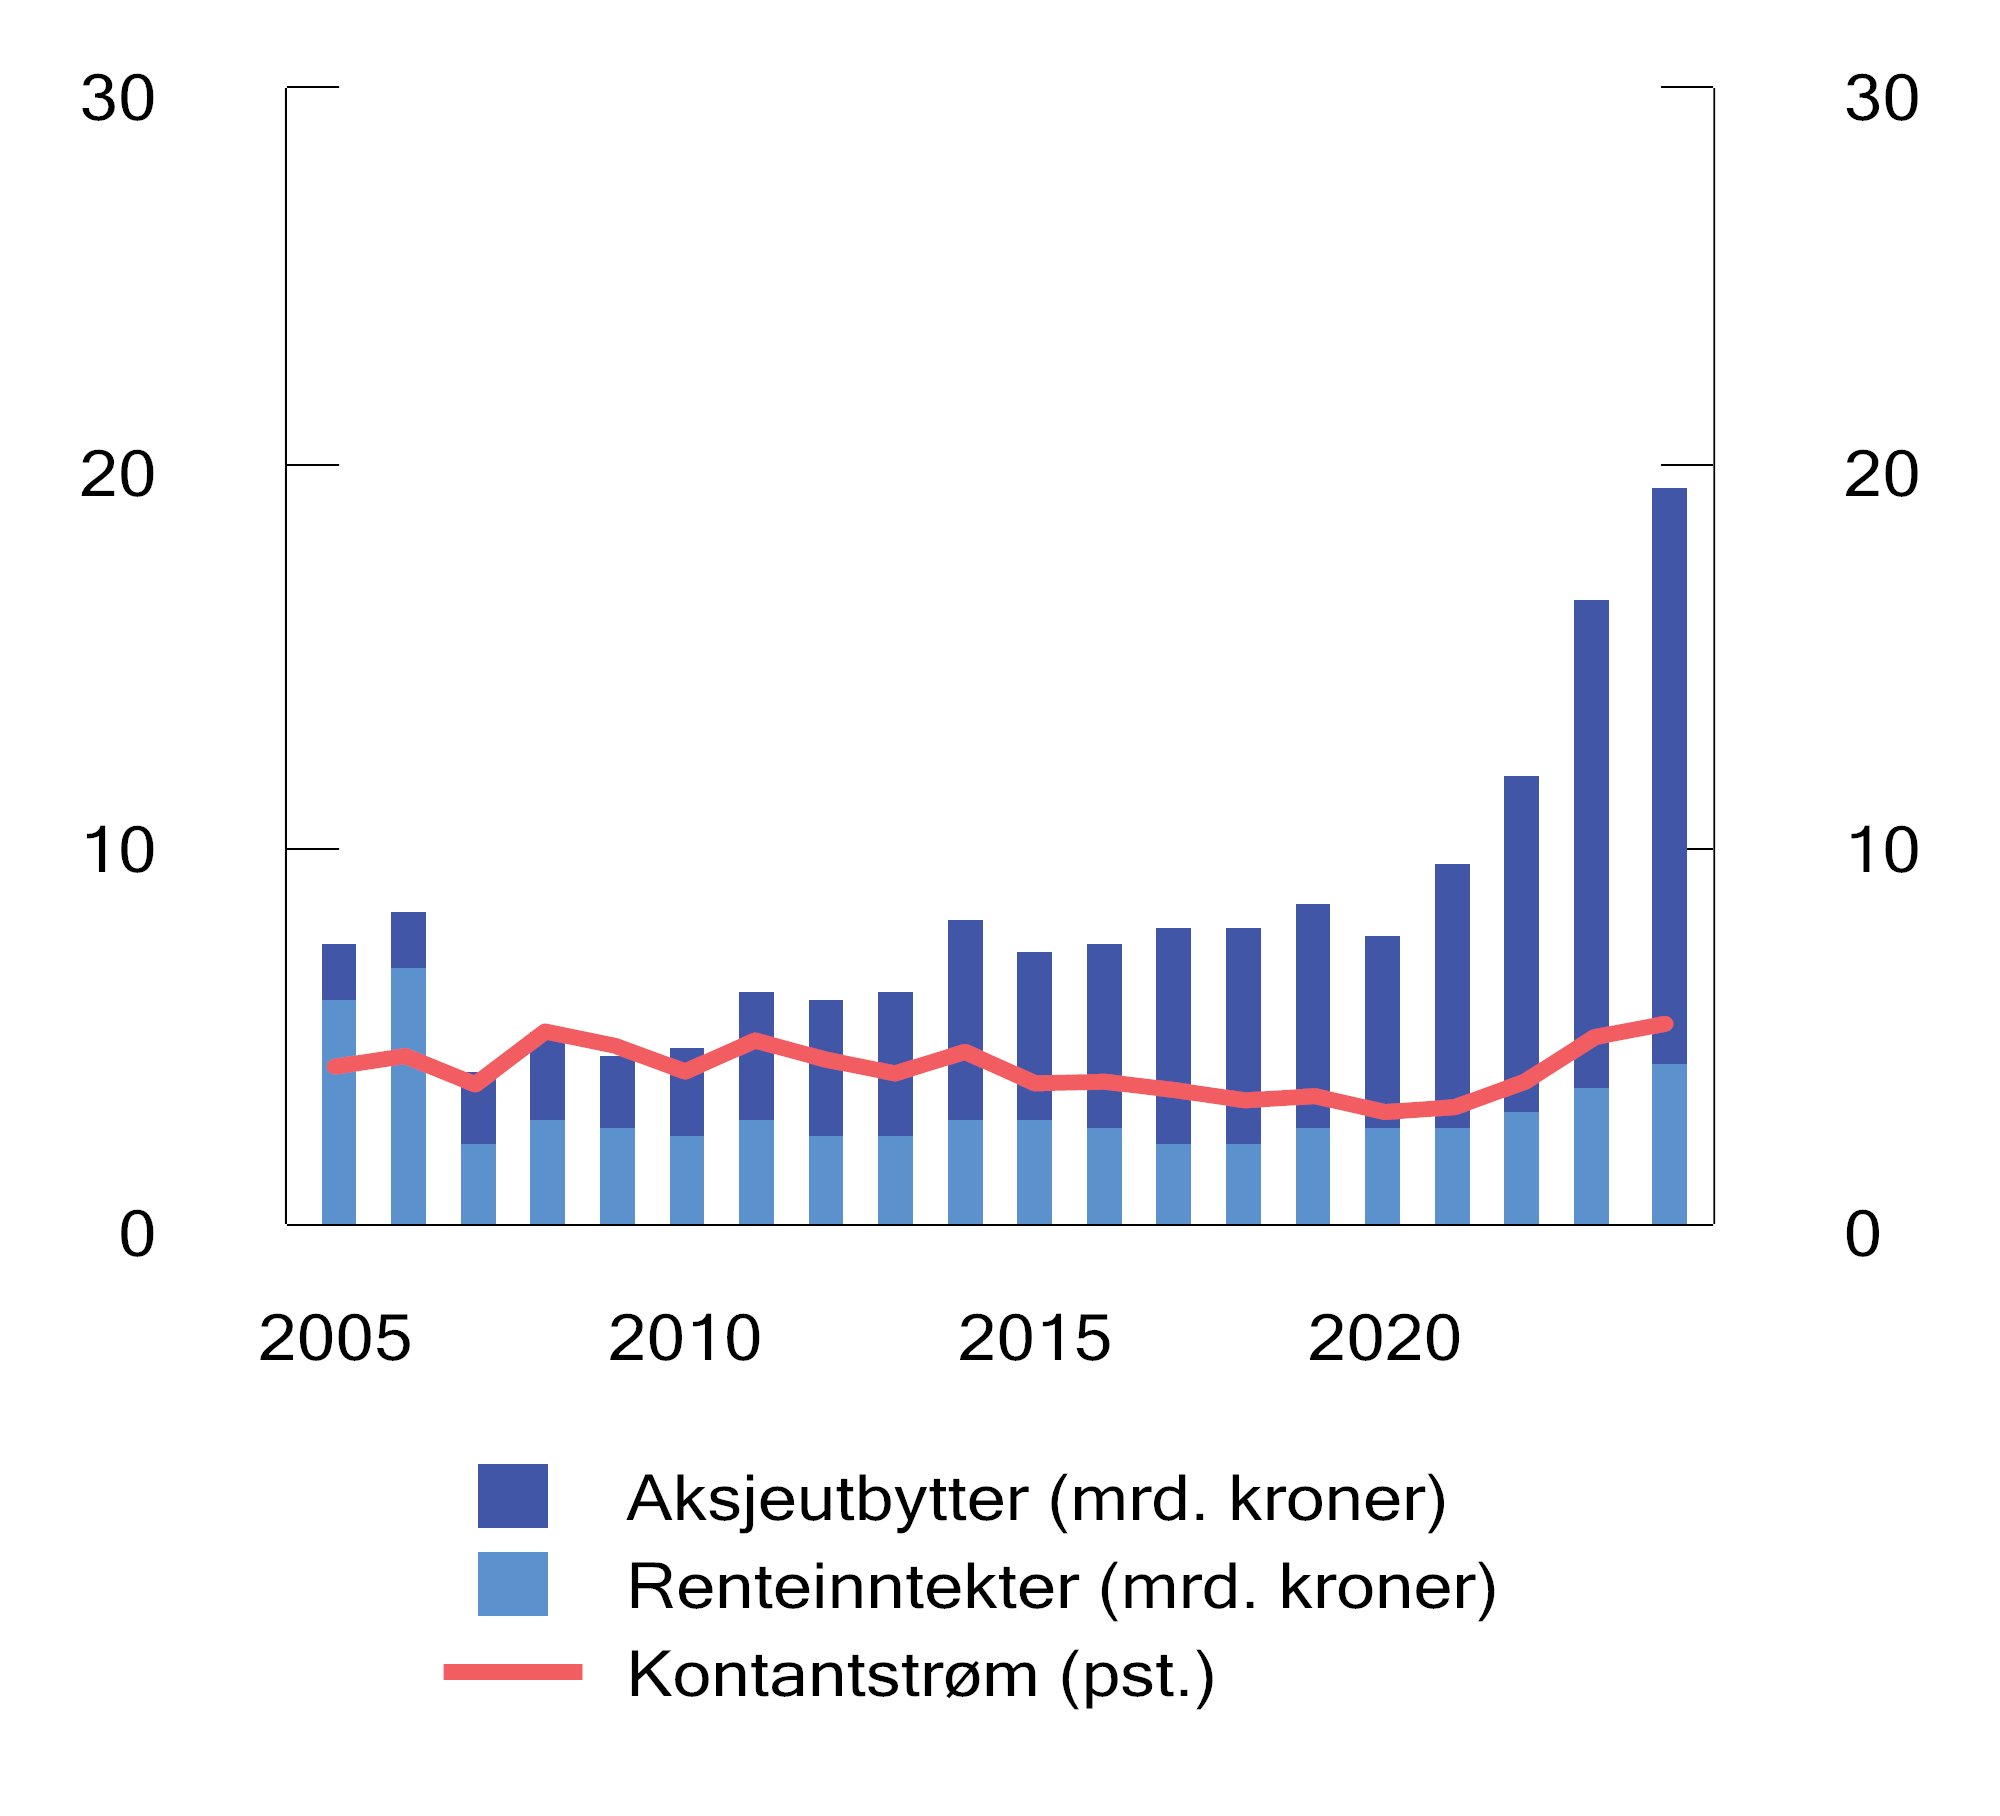 30 30
20 20
10 10
0 0
2005 2010 2015 2020
Aksjeutbytter (mrd. kroner)
Renteinntekter (mrd. kroner)
Kontantstrøm (pst.)